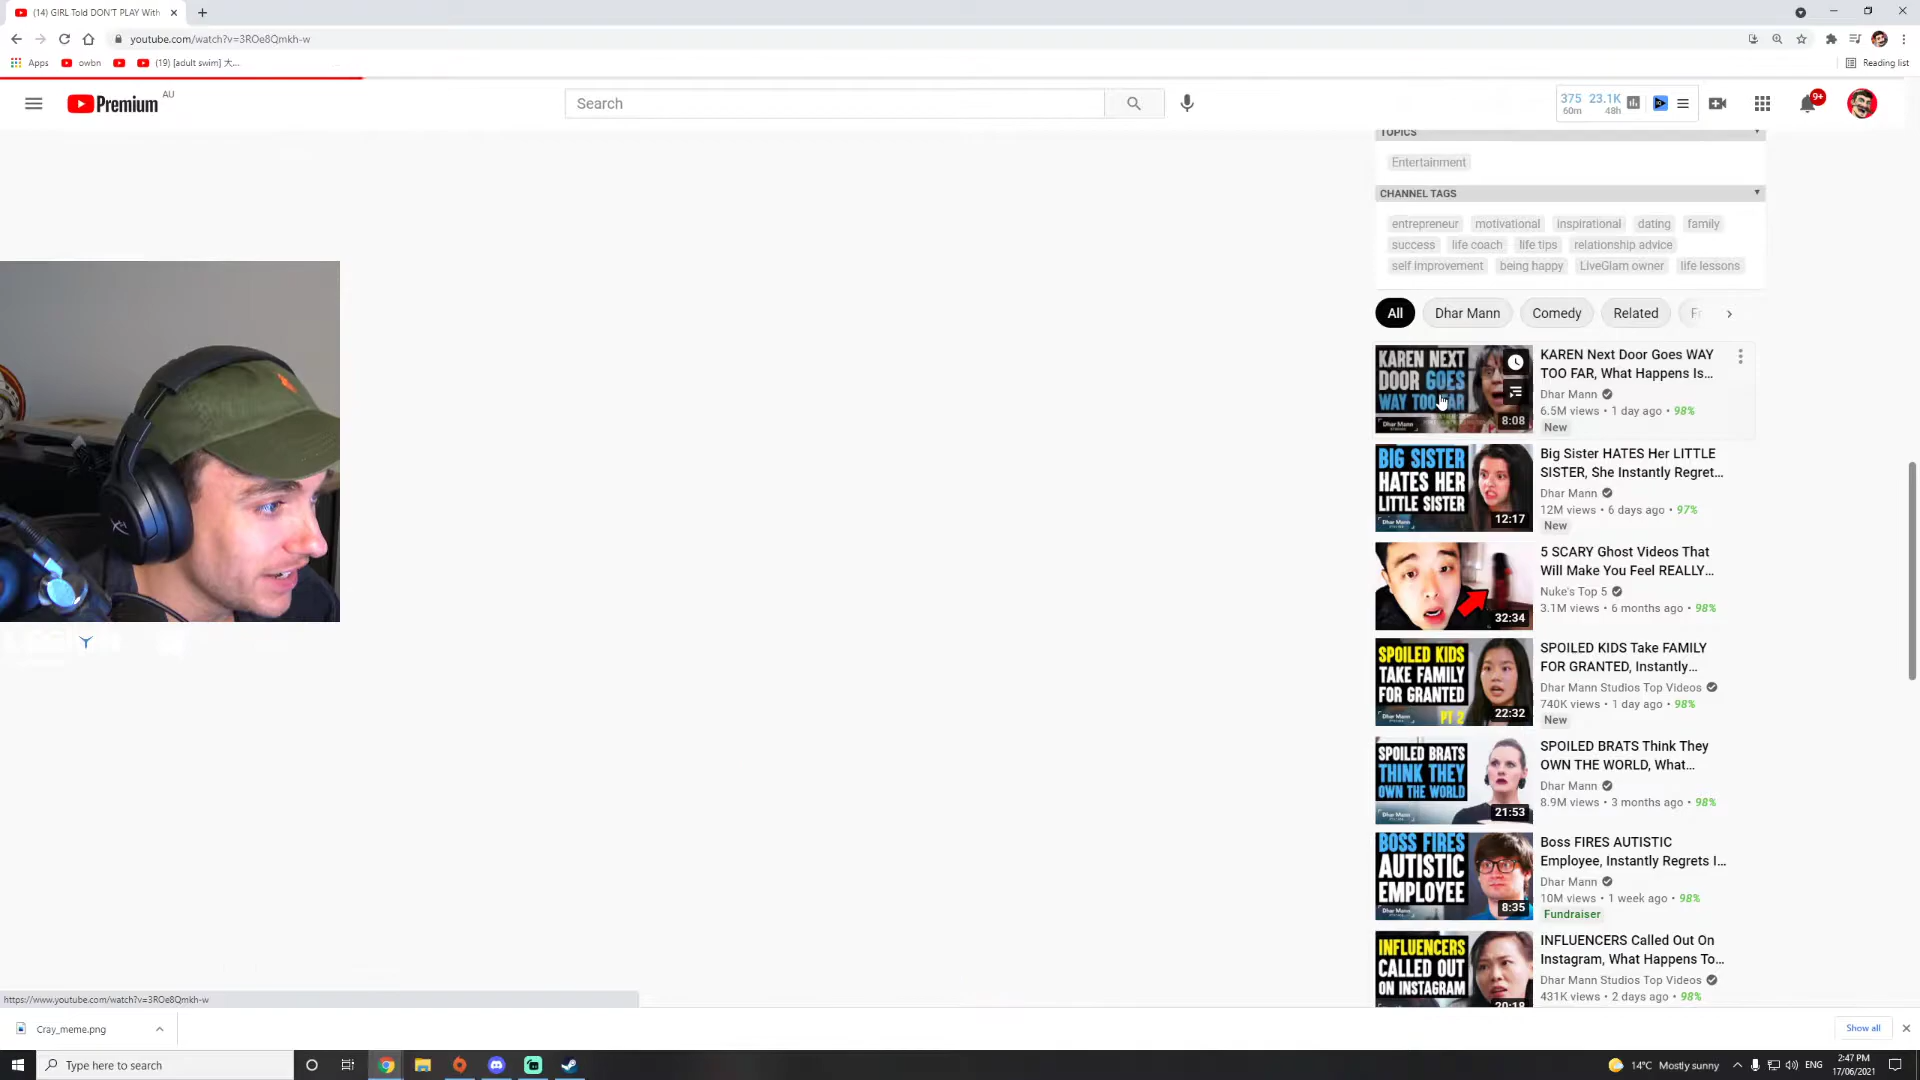 (14) GIRL Told DON'T PLAY With
youtube.com/watch?v=3ROe8Qmkh-w
Apps
owbn
(19) [adult swim] 大...
Reading list
Premium
AU
Search
375 23.1K
60m 48h
9+
TOPICS
Entertainment
CHANNEL TAGS
entrepreneur motivational inspirational dating family
success life coach life tips relationship advice
self improvement being happy LiveGlam owner life lessons
All Dhar Mann Comedy Related
KAREN NEXT
DOOR GOES
WAY TOO FAR
Dhar Mann
8:08
KAREN Next Door Goes WAY
TOO FAR, What Happens Is...
Dhar Mann
6.5M views • 1 day ago • 98%
New
BIG SISTER
HATES HER
LITTLE SISTER
Dhar Mann
12:17
Big Sister HATES Her LITTLE
SISTER, She Instantly Regret...
Dhar Mann
12M views • 6 days ago • 97%
New
32:34
5 SCARY Ghost Videos That
Will Make You Feel REALLY...
Nuke's Top 5
3.1M views • 6 months ago • 98%
SPOILED KIDS
TAKE FAMILY
FOR GRANTED
PT 2
Dhar Mann
22:32
SPOILED KIDS Take FAMILY
FOR GRANTED, Instantly...
Dhar Mann Studios Top Videos
740K views • 1 day ago • 98%
New
SPOILED BRATS
THINK THEY
OWN THE WORLD
Dhar Mann
21:53
SPOILED BRATS Think They
OWN THE WORLD, What...
Dhar Mann
8.9M views • 3 months ago • 98%
BOSS FIRES
AUTISTIC
EMPLOYEE
Dhar Mann
8:35
Boss FIRES AUTISTIC
Employee, Instantly Regrets I...
Dhar Mann
10M views • 1 week ago • 98%
Fundraiser
INFLUENCERS
CALLED OUT
ON INSTAGRAM
20:18
INFLUENCERS Called Out On
Instagram, What Happens To...
Dhar Mann Studios Top Videos
431K views • 2 days ago • 98%
https://www.youtube.com/watch?v=3ROe8Qmkh-w
Cray_meme.png
Show all
Type here to search
14°C Mostly sunny
ENG
2:47 PM
17/06/2021